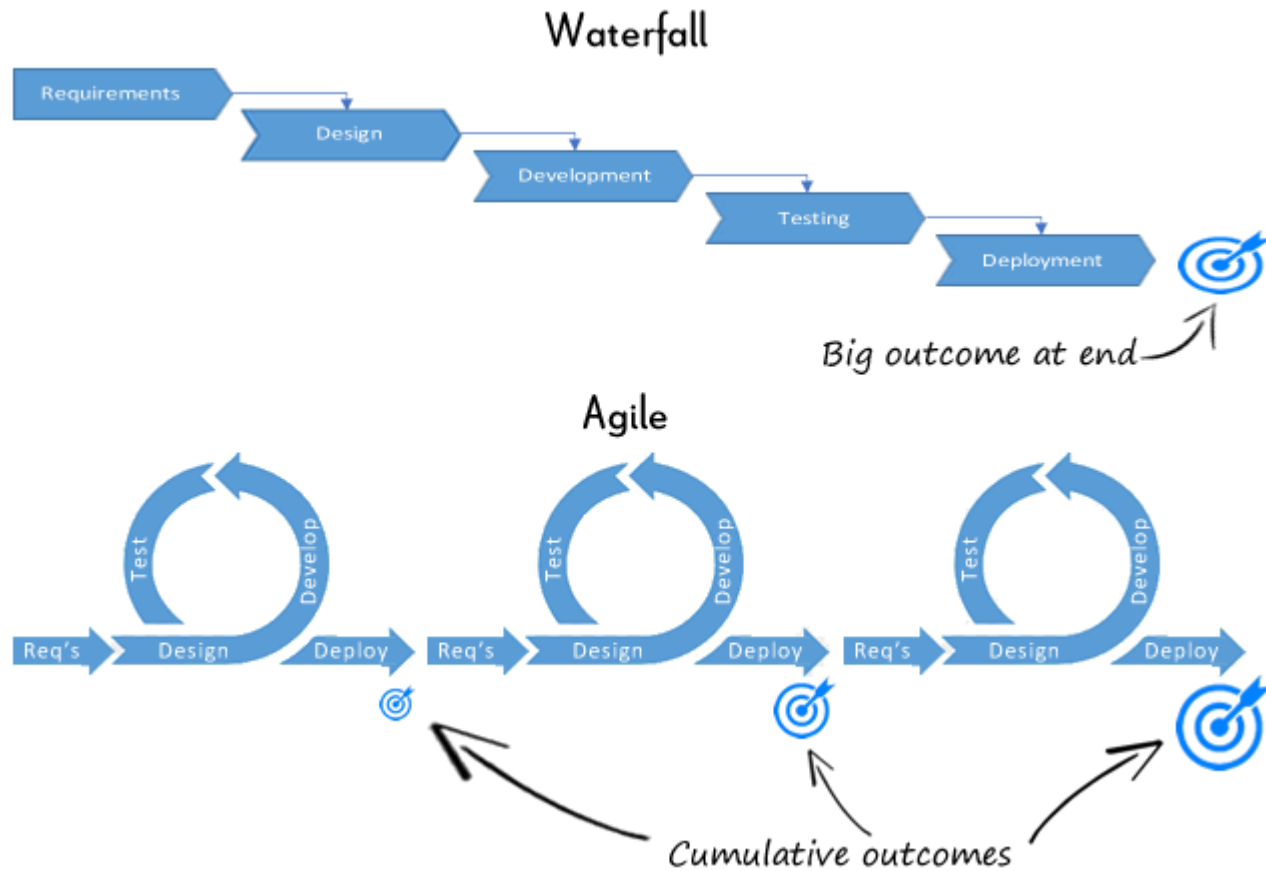 Waterfall
Requirements
Design
Development
Testing
Deployment
Big outcome at end
Agile
Test
Develop
Req's
Design
Deploy
Test
Develop
Req's
Design
Deploy
Test
Develop
Req's
Design
Deploy
Cumulative outcomes